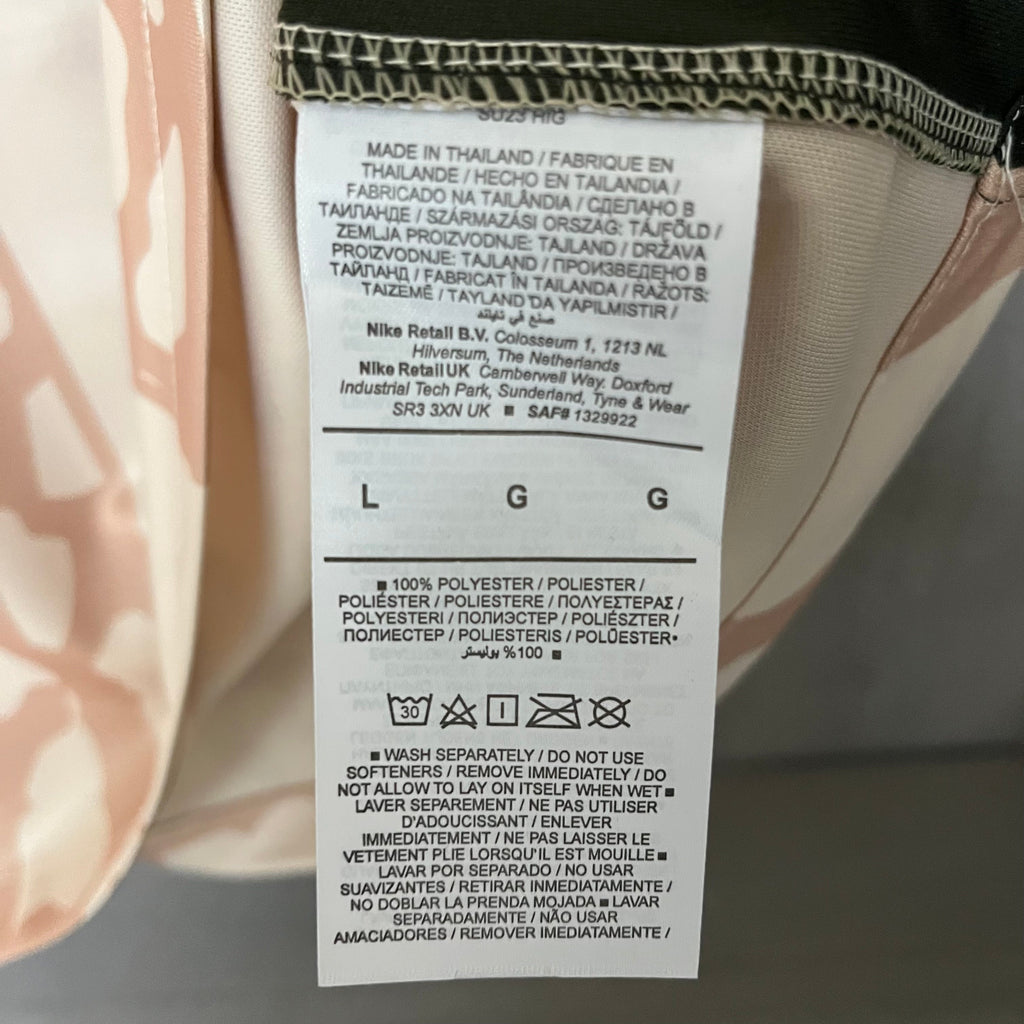 SU23 HIG
MADE IN THAILAND / FABRIQUE EN
THAILANDE / HECHO EN TAILANDIA /
FABRICADO NA TAILÂNDIA / СДЕЛАНО В
ТАИЛАНДЕ / SZÁRMAZÁSI ORSZÁG: TÁJFÖLD /
ZEMLJA PROIZVODNJE: TAJLAND / DRŽAVA
PROIZVODNJE: TAJLAND / ПРОИЗВЕДЕНО В
ТАЙЛАНД / FABRICAT ÎN TAILANDA / RAŽOTS:
TAIZEMĒ / TAYLAND'DA YAPILMISTIR /
صنع في تايلند
Nike Retail B.V. Colosseum 1, 1213 NL
Hilversum, The Netherlands
Nike Retail UK Camberwell Way. Doxford
Industrial Tech Park, Sunderland, Tyne & Wear
SR3 3XN UK ■ SAF# 1329922
L G G
■ 100% POLYESTER / POLIESTER /
POLIÉSTER / POLIESTERE / ΠΟΛΥΕΣΤΕΡΑΣ /
POLYESTERI / ПОЛИЭСТЕР / POLIÉSZTER /
ПОЛИЕСТЕР / POLIESTERIS / POLÜESTER•
100% بوليستر ■
30
■ WASH SEPARATELY / DO NOT USE
SOFTENERS / REMOVE IMMEDIATELY / DO
NOT ALLOW TO LAY ON ITSELF WHEN WET ■
LAVER SEPAREMENT / NE PAS UTILISER
D'ADOUCISSANT / ENLEVER
IMMEDIATEMENT / NE PAS LAISSER LE
VETEMENT PLIE LORSQU'IL EST MOUILLE ■
LAVAR POR SEPARADO / NO USAR
SUAVIZANTES / RETIRAR INMEDIATAMENTE /
NO DOBLAR LA PRENDA MOJADA ■ LAVAR
SEPARADAMENTE / NÃO USAR
AMACIADORES / REMOVER IMEDIATAMENTE /